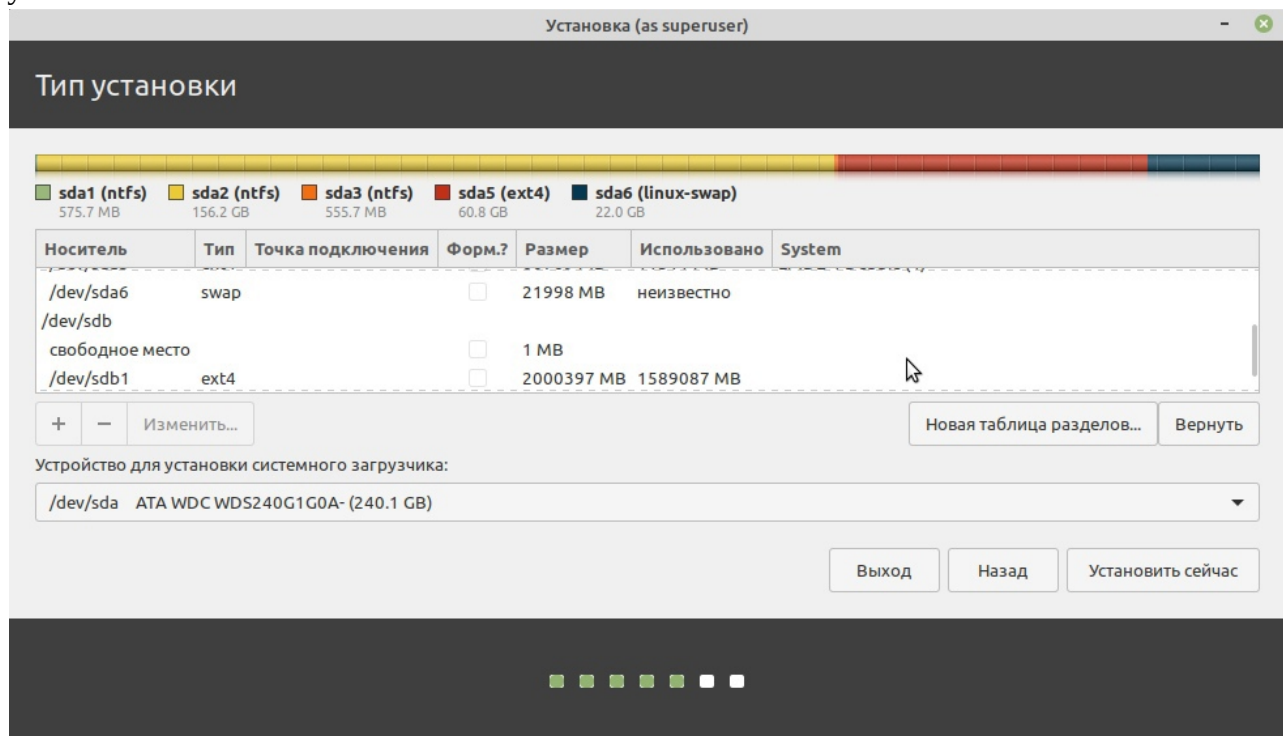 Установка (as superuser)
Тип установки
sda1 (ntfs) sda2 (ntfs) sda3 (ntfs) sda5 (ext4) sda6 (linux-swap)
575.7 MB 156.2 GB 555.7 MB 60.8 GB 22.0 GB
Носитель Тип Точка подключения Форм.? Размер Использовано System
/dev/sda6 swap 21998 MB неизвестно
/dev/sdb
свободное место 1 MB
/dev/sdb1 ext4 2000397 MB 1589087 MB
+ − Изменить... Новая таблица разделов... Вернуть
Устройство для установки системного загрузчика:
/dev/sda ATA WDC WDS240G1G0A- (240.1 GB)
Выход Назад Установить сейчас